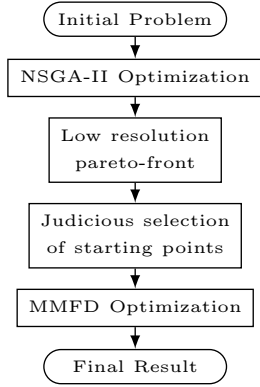 Initial Problem
NSGA-II Optimization
Low resolution
pareto-front
Judicious selection
of starting points
MMFD Optimization
Final Result